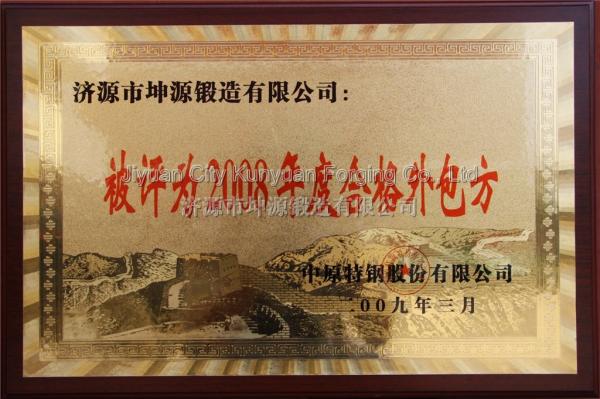 济源市坤源锻造有限公司：
被评为2008年度合格外包方
Jiyuan City Kunyuan Forging Co., Ltd
济源市坤源锻造有限公司
中原特钢股份有限公司
二00九年三月